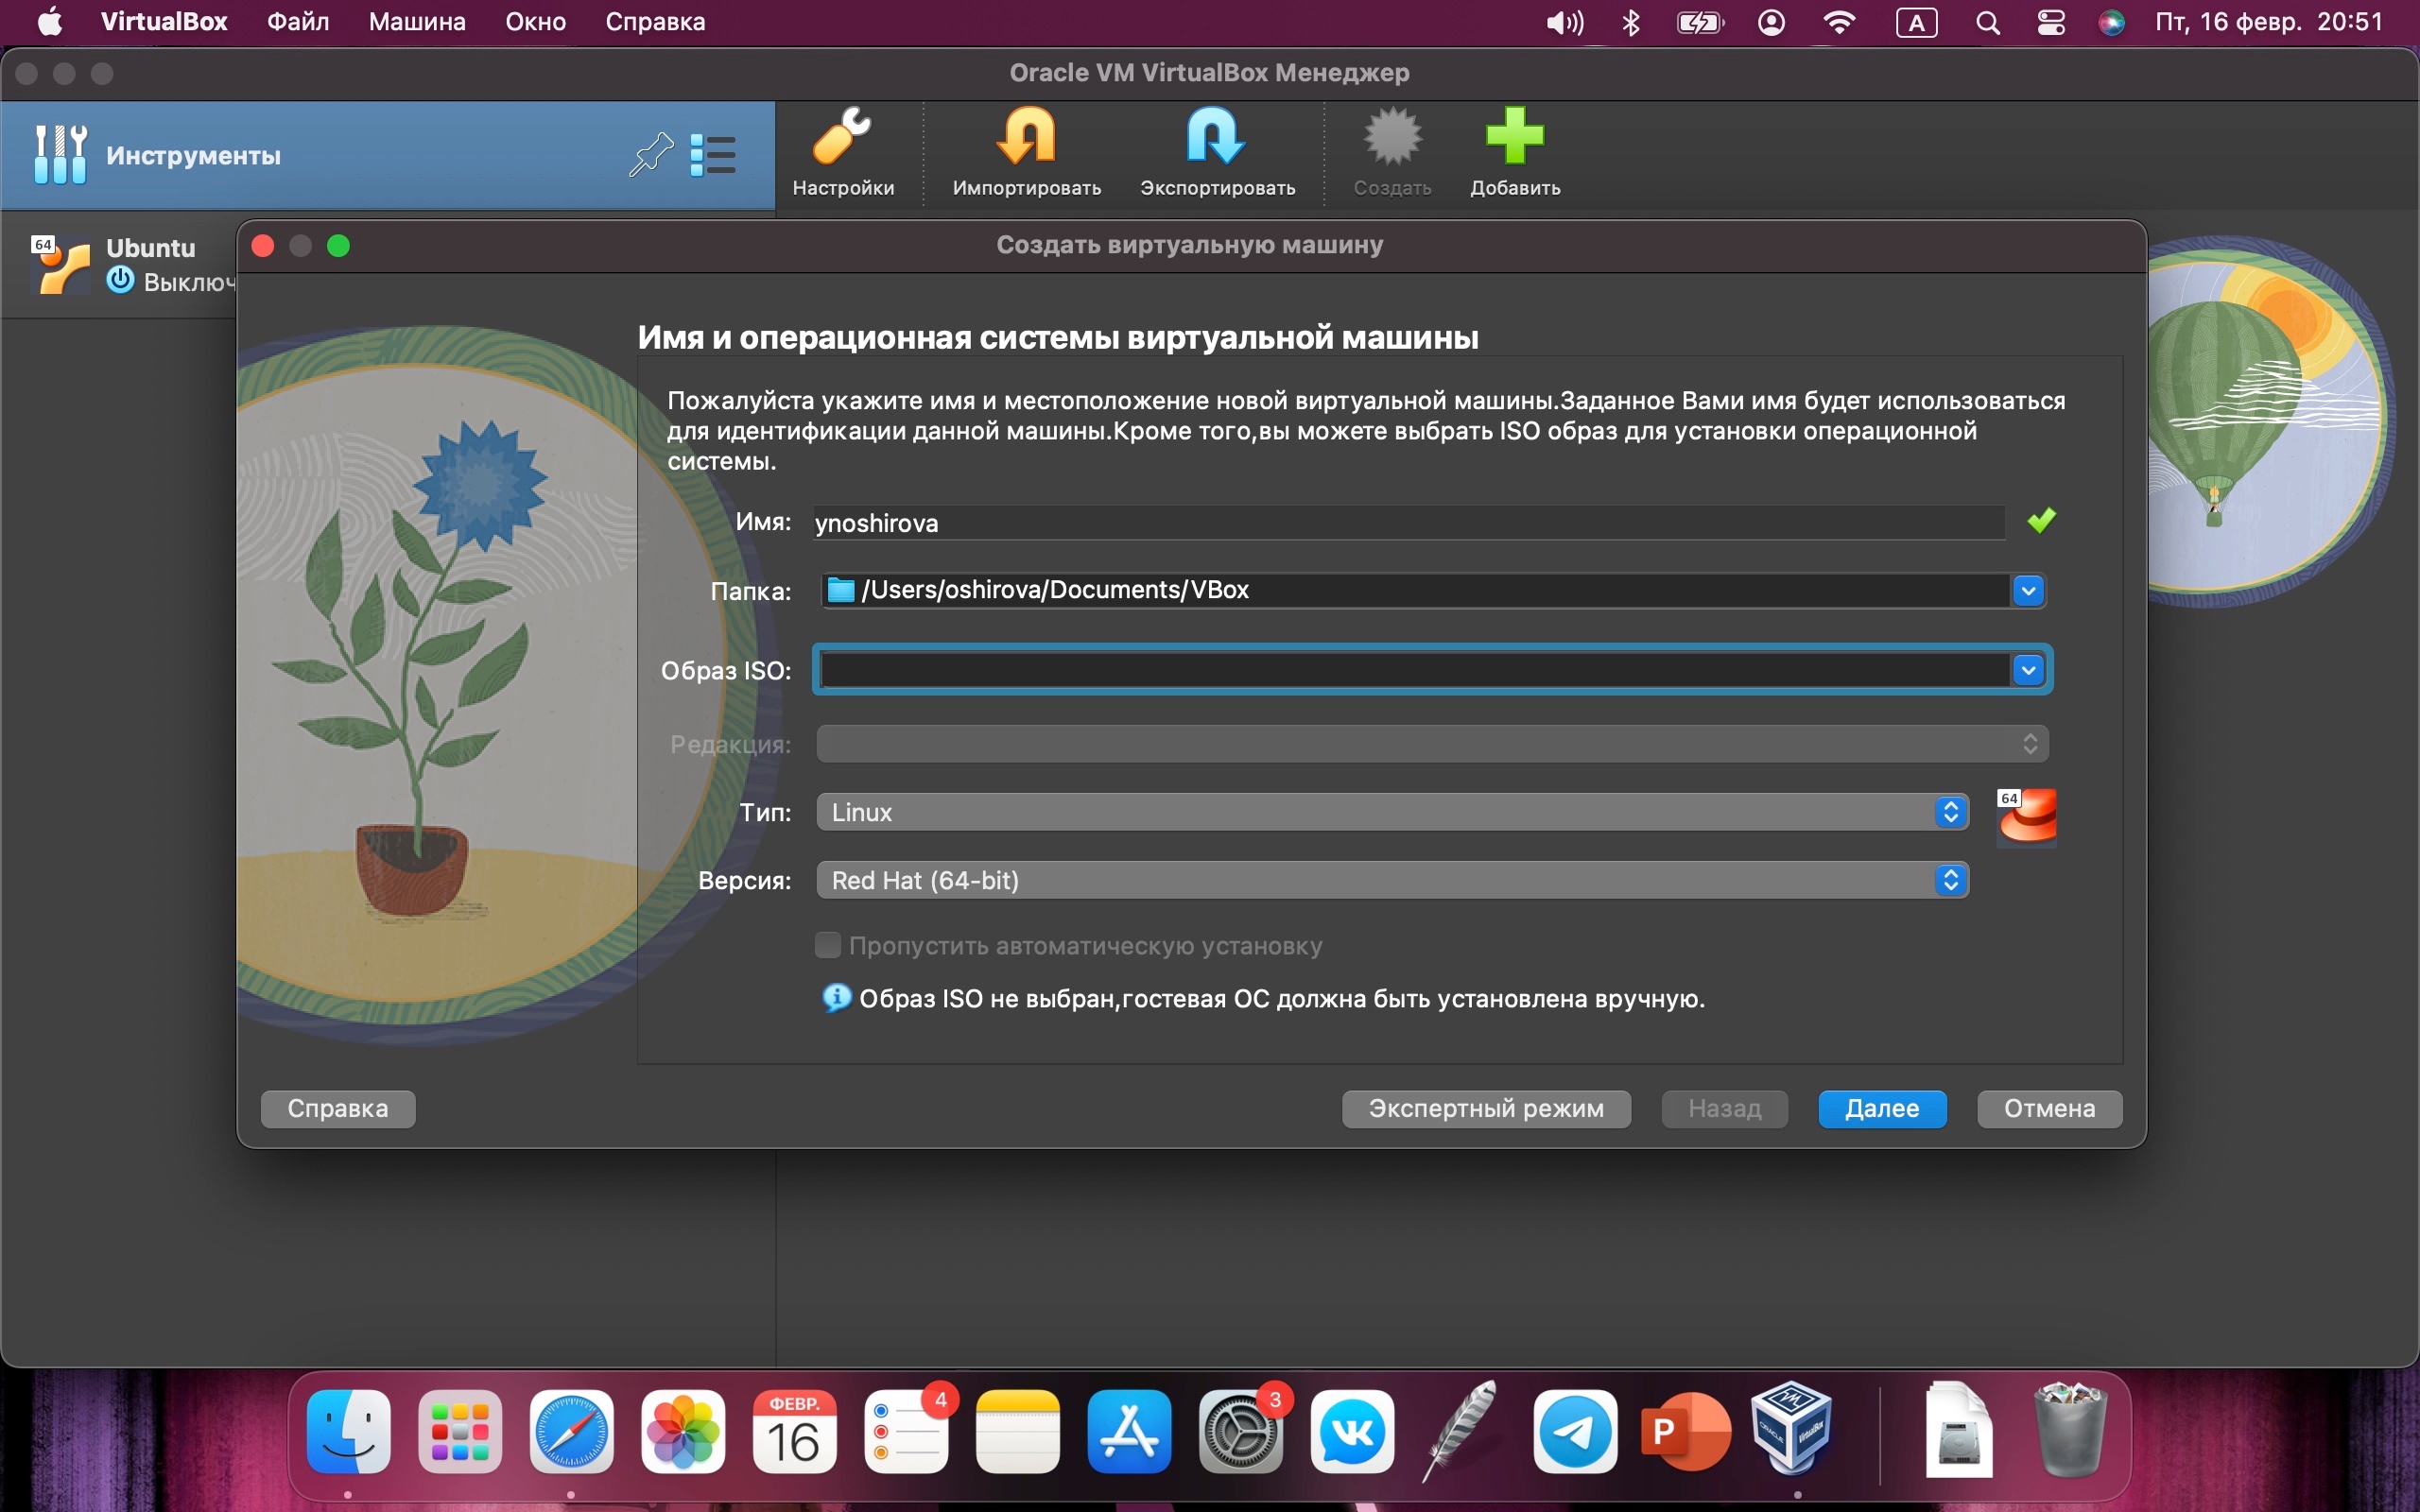 VirtualBox Файл Машина Окно Справка A Пт, 16 февр. 20:51
Oracle VM VirtualBox Менеджер
Инструменты
Настройки Импортировать Экспортировать Создать Добавить
64 Ubuntu
Выключ
Создать виртуальную машину
Имя и операционная системы виртуальной машины
Пожалуйста укажите имя и местоположение новой виртуальной машины.Заданное Вами имя будет использоваться
для идентификации данной машины.Кроме того,вы можете выбрать ISO образ для установки операционной
системы.
Имя: ynoshirova
Папка: /Users/oshirova/Documents/VBox
Образ ISO:
Редакция:
Тип: Linux 64
Версия: Red Hat (64-bit)
Пропустить автоматическую установку
Образ ISO не выбран,гостевая ОС должна быть установлена вручную.
Справка Экспертный режим Назад Далее Отмена
ФЕВР. 4 3
16 P ORACLE VirtualBox